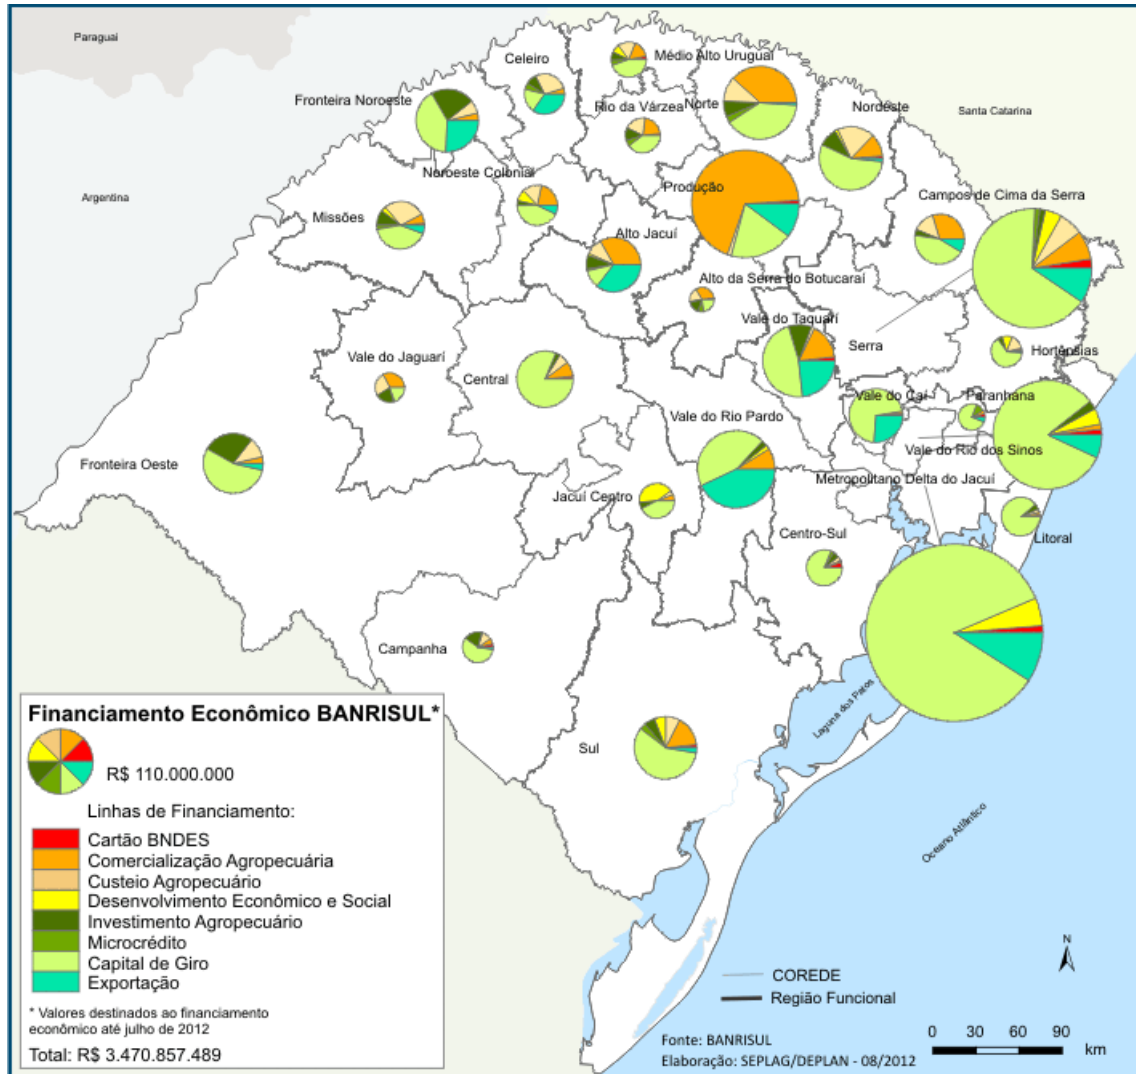 Paraguai
Celeiro
Médio Alto Uruguai
Fronteira Noroeste
Rio da Várzea
Norte
Nordeste
Santa Catarina
Argentina
Noroeste Colonial
Produção
Campos de Cima da Serra
Missões
Alto Jacuí
Alto da Serra do Botucaraí
Vale do Taquarí
Serra
Hortênsias
Vale do Jaguarí
Central
Vale do Caí
Paranhana
Vale do Rio Pardo
Vale do Rio dos Sinos
Fronteira Oeste
Metropolitano Delta do Jacuí
Jacuí Centro
Centro-Sul
Litoral
Campanha
Laguna dos Patos
Sul
Oceano Atlântico
Financiamento Econômico BANRISUL*
R$ 110.000.000
Linhas de Financiamento:
Cartão BNDES
Comercialização Agropecuária
Custeio Agropecuário
Desenvolvimento Econômico e Social
Investimento Agropecuário
Microcrédito
Capital de Giro
Exportação
* Valores destinados ao financiamento
econômico até julho de 2012
Total: R$ 3.470.857.489
N
COREDE
Região Funcional
Fonte: BANRISUL
Elaboração: SEPLAG/DEPLAN - 08/2012
0 30 60 90
km